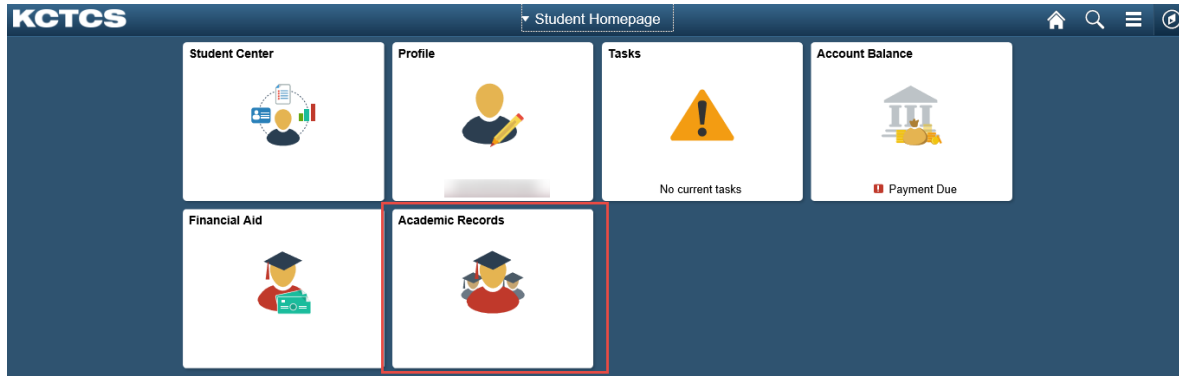 KCTCS
Student Homepage
Student Center
Profile
Tasks
Account Balance
No current tasks
Payment Due
Financial Aid
Academic Records